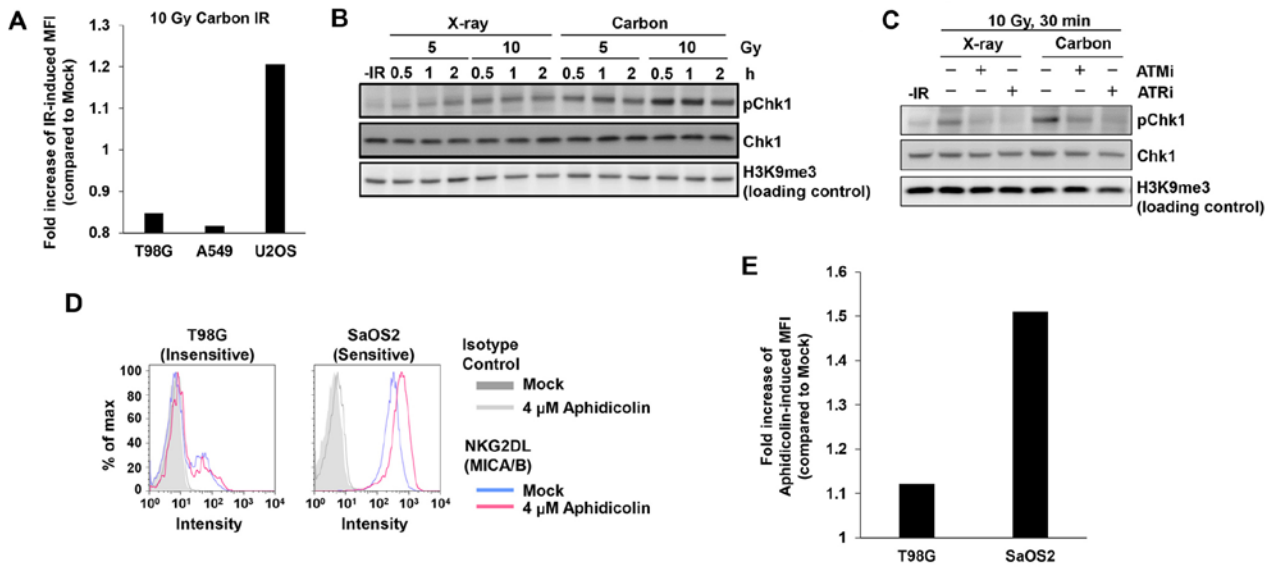 A
10 Gy Carbon IR
Fold increase of IR-induced MFI
(compared to Mock)
1.3
1.2
1.1
1
0.9
0.8
T98G A549 U2OS
B
X-ray Carbon
5 10 5 10 Gy
-IR 0.5 1 2 0.5 1 2 0.5 1 2 0.5 1 2 h
pChk1
Chk1
H3K9me3
(loading control)
C
10 Gy, 30 min
X-ray Carbon
– + – – + – ATMi
-IR – – + – – + ATRi
pChk1
Chk1
H3K9me3
(loading control)
D
T98G
(Insensitive)
SaOS2
(Sensitive)
% of max
100
80
60
40
20
0
10⁰ 10¹ 10² 10³ 10⁴
Intensity
10⁰ 10¹ 10² 10³ 10⁴
Intensity
Isotype
Control
Mock
4 µM Aphidicolin
NKG2DL
(MICA/B)
Mock
4 µM Aphidicolin
E
Fold increase of
Aphidicolin-induced MFI
(compared to Mock)
1.6
1.5
1.4
1.3
1.2
1.1
1
T98G SaOS2